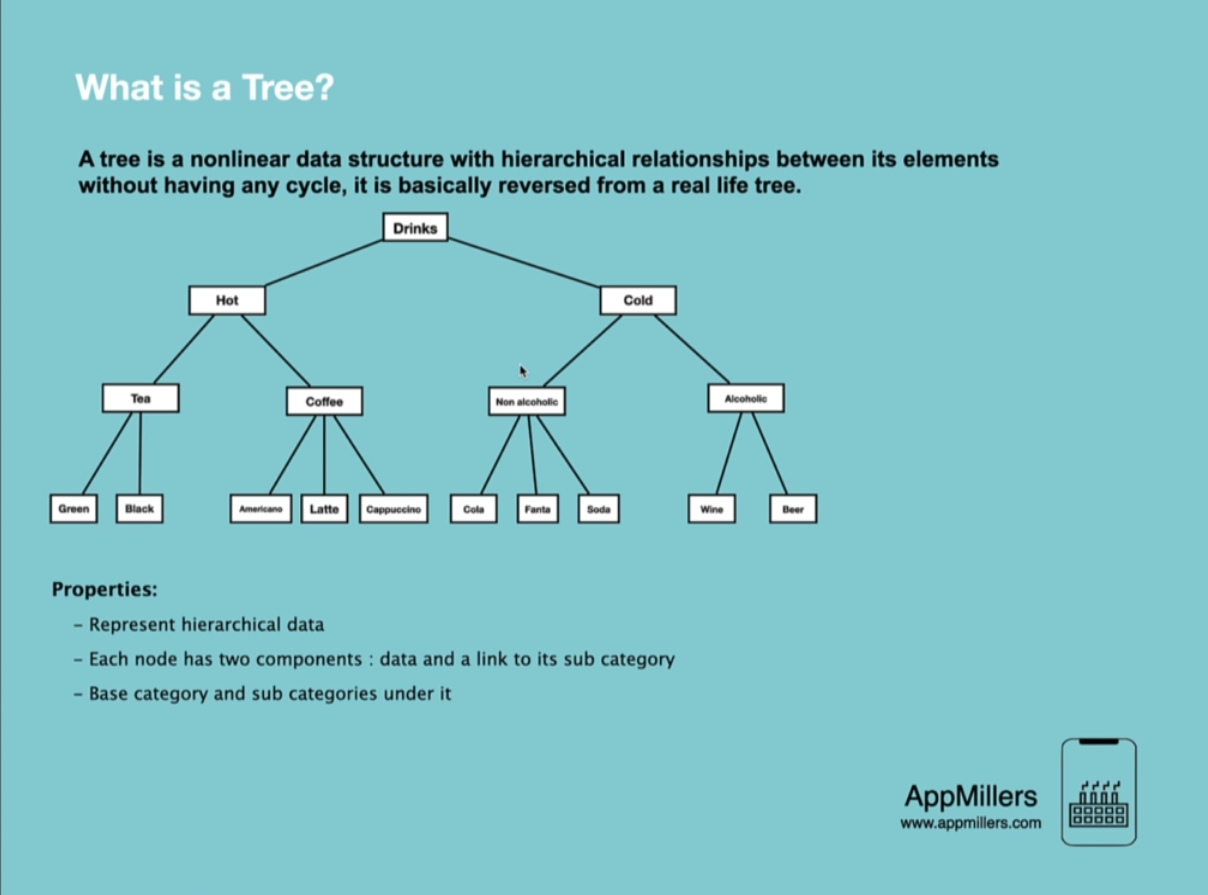 What is a Tree?
A tree is a nonlinear data structure with hierarchical relationships between its elements
without having any cycle, it is basically reversed from a real life tree.
Drinks
Hot
Cold
Tea
Coffee
Non alcoholic
Alcoholic
Green
Black
Americano
Latte
Cappuccino
Cola
Fanta
Soda
Wine
Beer
Properties:
– Represent hierarchical data
– Each node has two components : data and a link to its sub category
– Base category and sub categories under it
AppMillers
www.appmillers.com